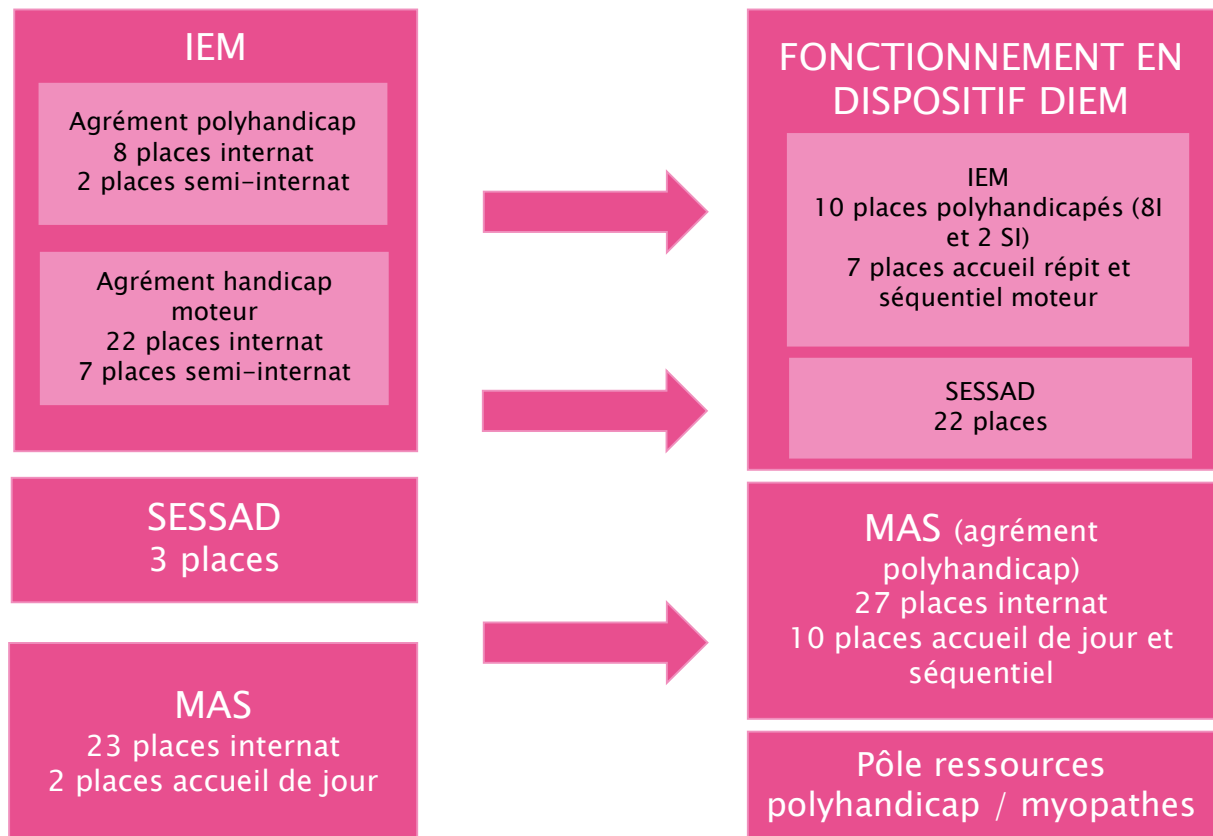 IEM
Agrément polyhandicap
8 places internat
2 places semi-internat
Agrément handicap
moteur
22 places internat
7 places semi-internat
SESSAD
3 places
MAS
23 places internat
2 places accueil de jour
FONCTIONNEMENT EN
DISPOSITIF DIEM
IEM
10 places polyhandicapés (8I
et 2 SI)
7 places accueil répit et
séquentiel moteur
SESSAD
22 places
MAS (agrément
polyhandicap)
27 places internat
10 places accueil de jour et
séquentiel
Pôle ressources
polyhandicap / myopathes